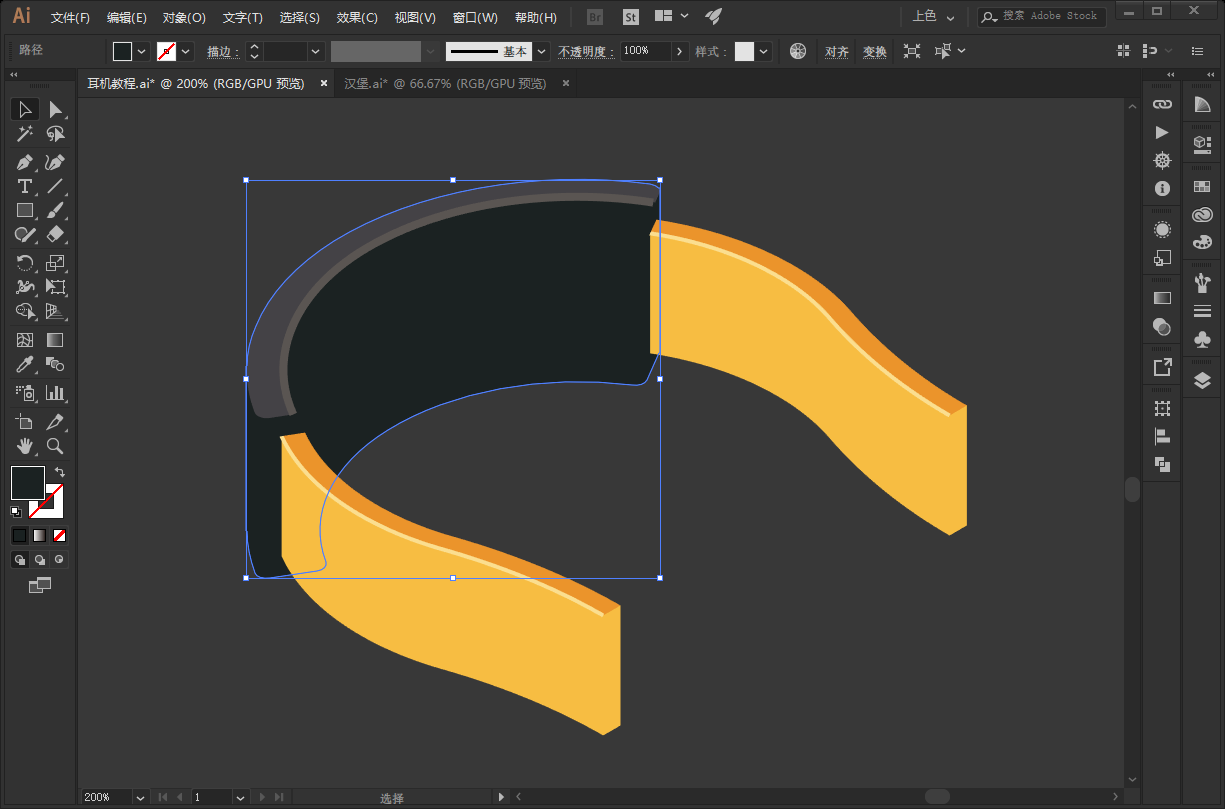 Ai 文件(F) 编辑(E) 对象(O) 文字(T) 选择(S) 效果(C) 视图(V) 窗口(W) 帮助(H) Br St 上色 搜索 Adobe Stock
路径 描边: 基本 不透明度: 100% 样式: 对齐 变换
耳机教程.ai* @ 200% (RGB/GPU 预览) × 汉堡.ai* @ 66.67% (RGB/GPU 预览) ×
200% 1 选择